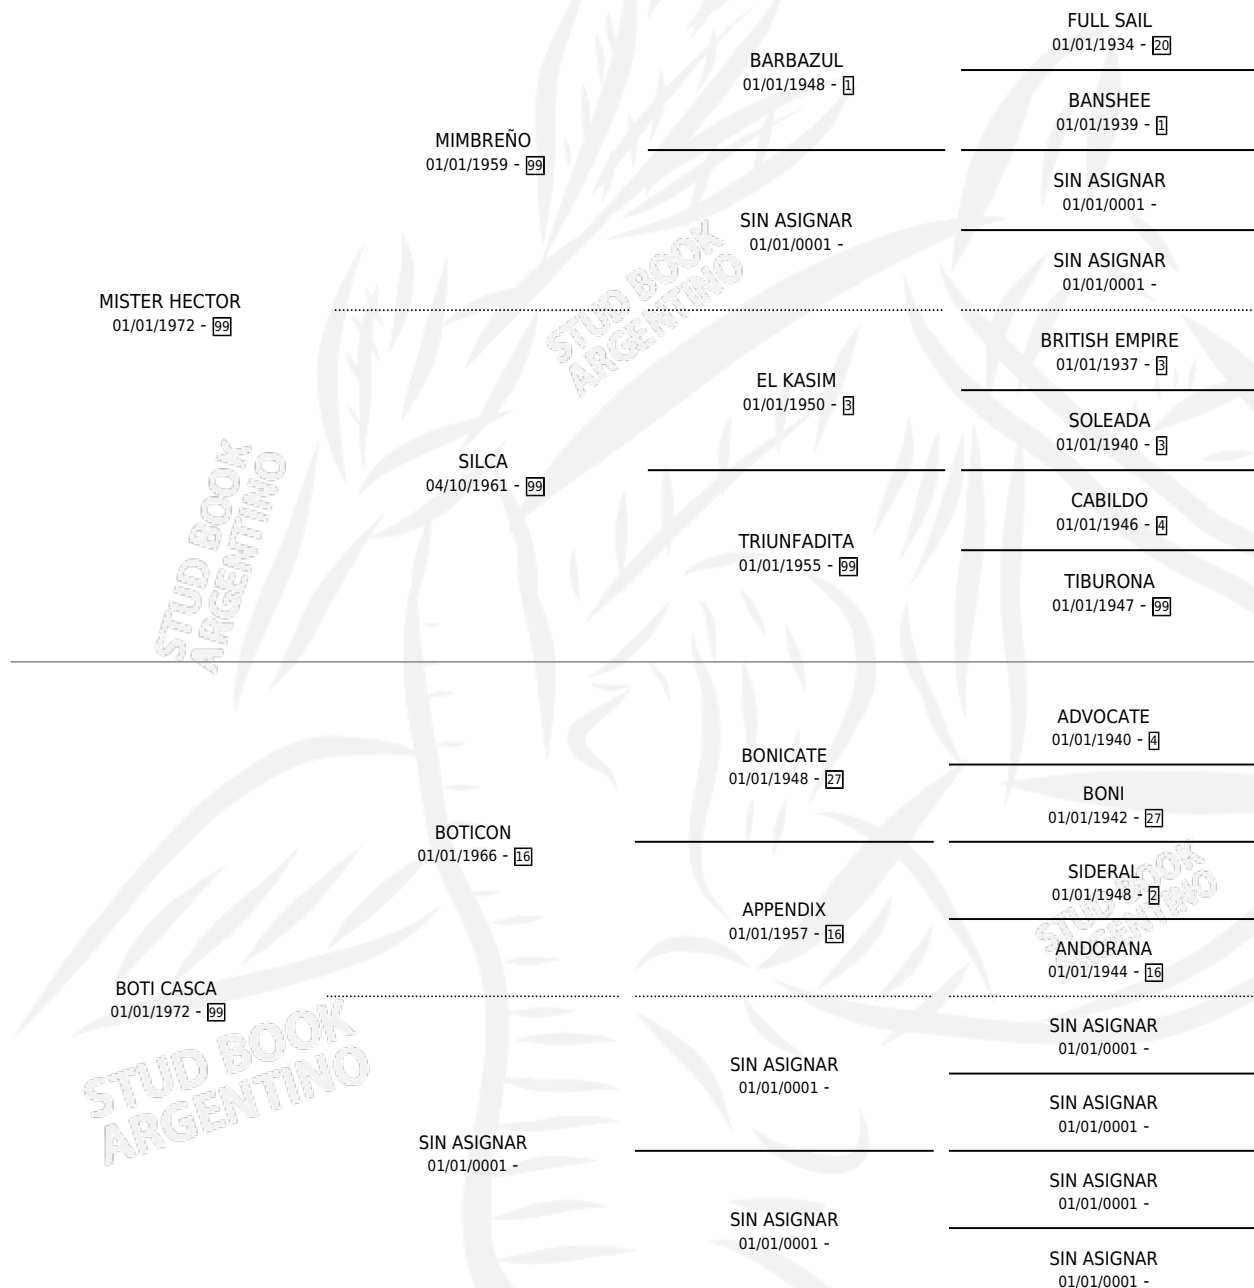 FULL SAIL
01/01/1934 - 20
BARBAZUL
01/01/1948 - 1
BANSHEE
01/01/1939 - 1
MIMBREÑO
01/01/1959 - 99
SIN ASIGNAR
01/01/0001 -
SIN ASIGNAR
01/01/0001 -
SIN ASIGNAR
01/01/0001 -
MISTER HECTOR
01/01/1972 - 99
BRITISH EMPIRE
01/01/1937 - 3
EL KASIM
01/01/1950 - 3
SOLEADA
01/01/1940 - 3
SILCA
04/10/1961 - 99
CABILDO
01/01/1946 - 4
TRIUNFADITA
01/01/1955 - 99
TIBURONA
01/01/1947 - 99
ADVOCATE
01/01/1940 - 4
BONICATE
01/01/1948 - 27
BONI
01/01/1942 - 27
BOTICON
01/01/1966 - 16
SIDERAL
01/01/1948 - 2
APPENDIX
01/01/1957 - 16
ANDORANA
01/01/1944 - 16
BOTI CASCA
01/01/1972 - 99
SIN ASIGNAR
01/01/0001 -
SIN ASIGNAR
01/01/0001 -
SIN ASIGNAR
01/01/0001 -
SIN ASIGNAR
01/01/0001 -
SIN ASIGNAR
01/01/0001 -
SIN ASIGNAR
01/01/0001 -
SIN ASIGNAR
01/01/0001 -
STUD BOOK
ARGENTINO
STUD BOOK
ARGENTINO
STUD BOOK
ARGENTINO
STUD BOOK
ARGENTINO